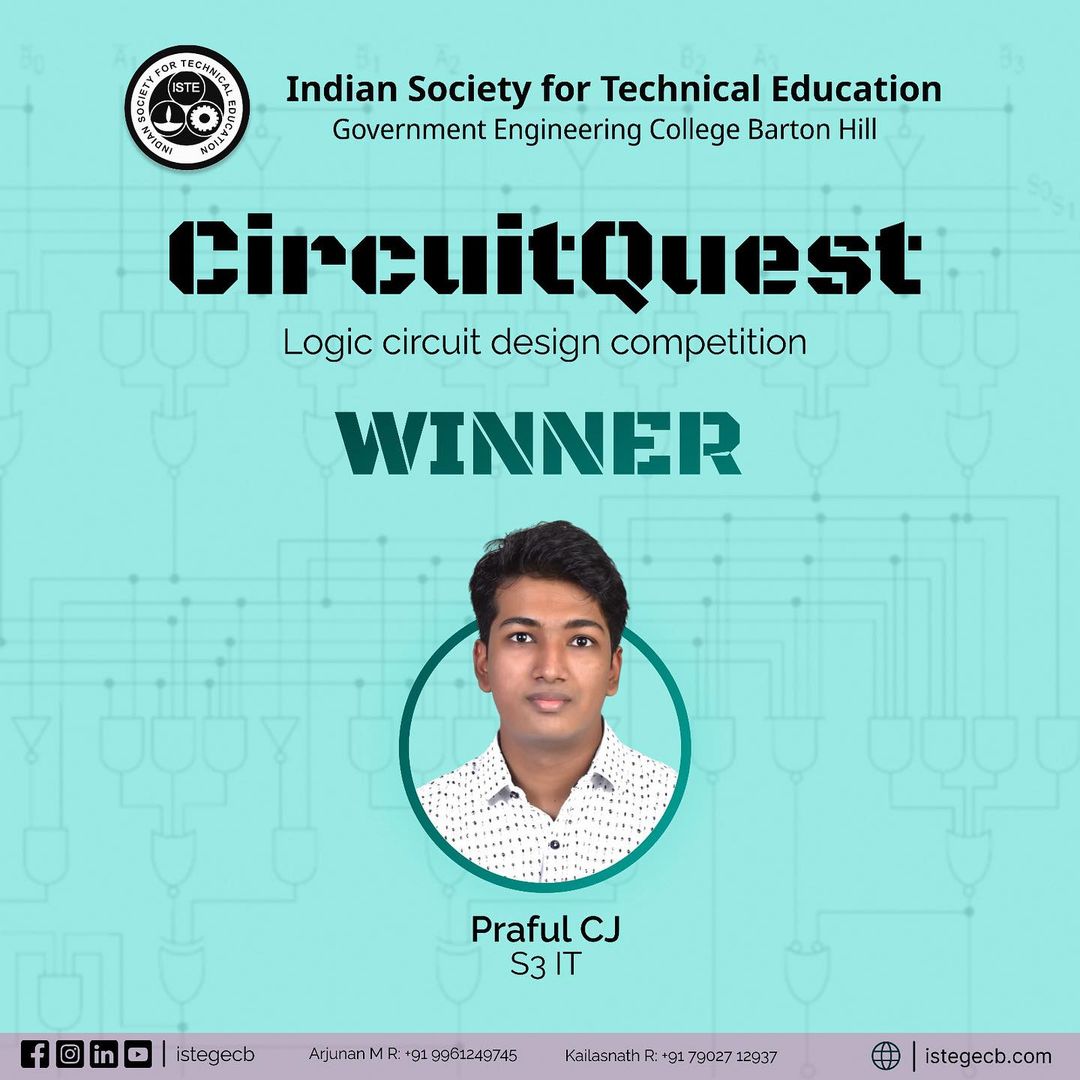 INDIAN SOCIETY FOR TECHNICAL EDUCATION
ISTE
Indian Society for Technical Education
Government Engineering College Barton Hill
CircuitQuest
Logic circuit design competition
WINNER
Praful CJ
S3 IT
istegecb
Arjunan M R: +91 9961249745
Kailasnath R: +91 79027 12937
istegecb.com